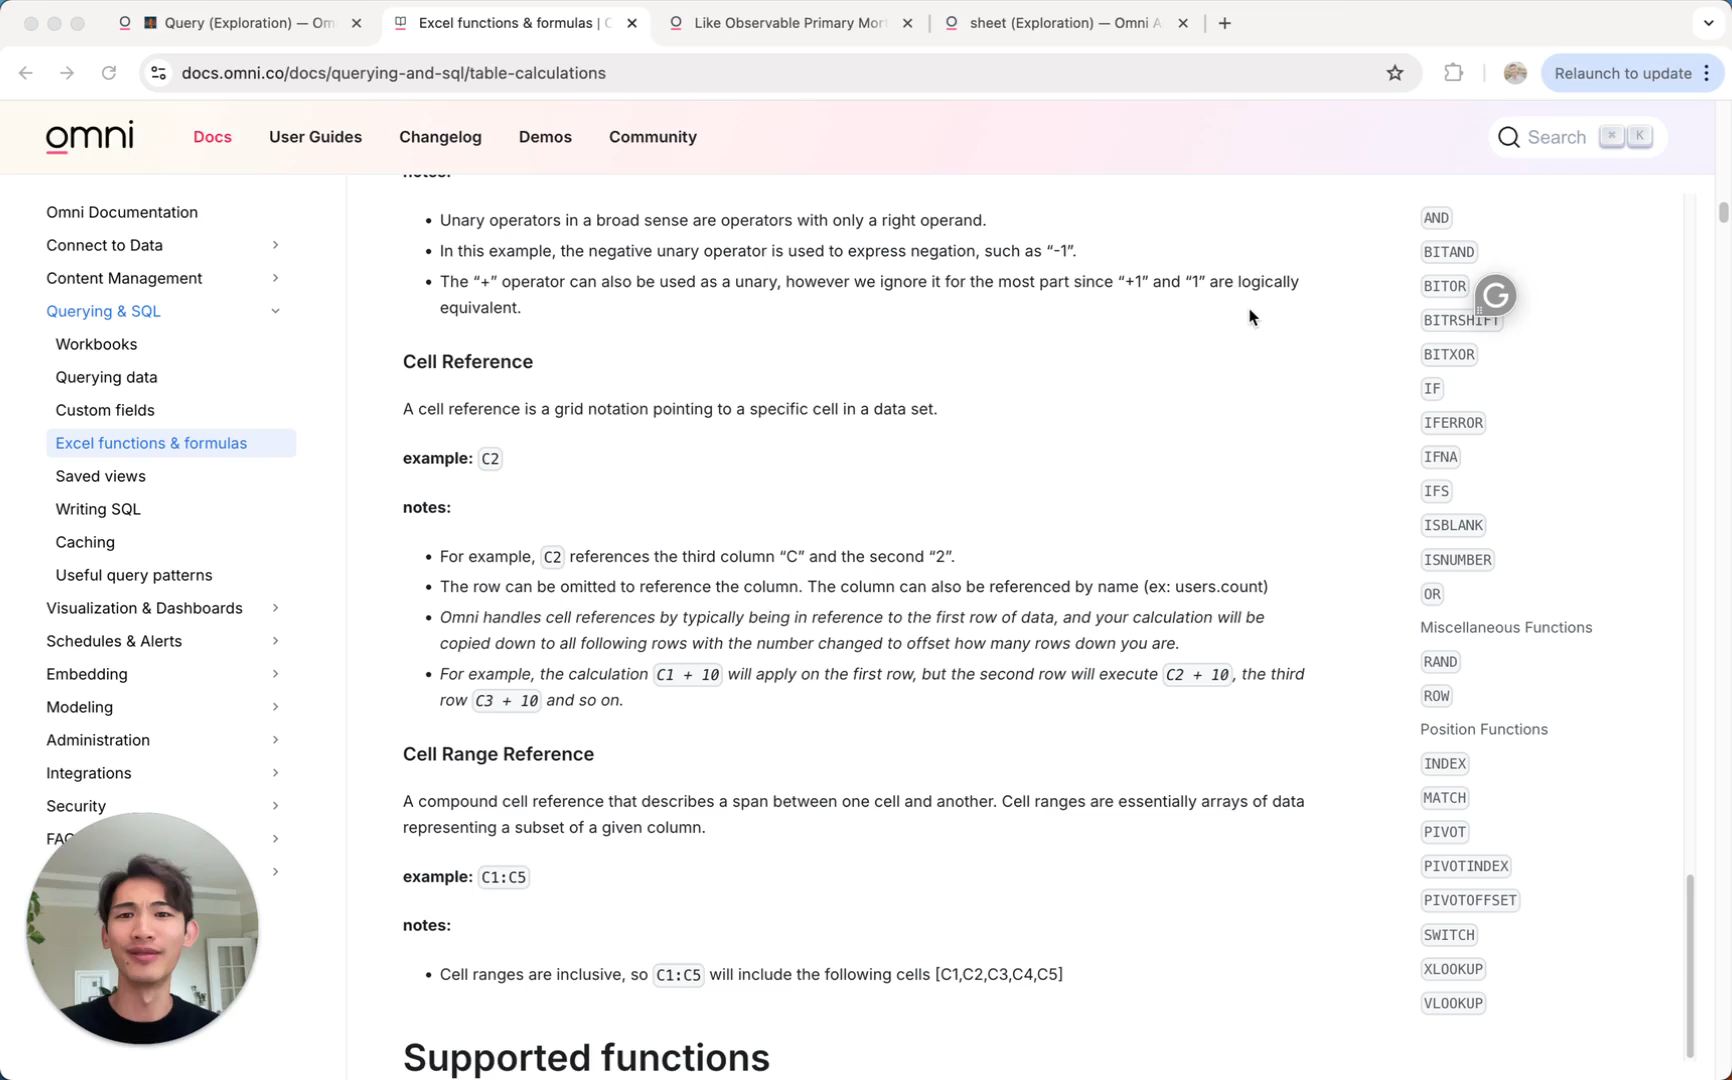 Query (Exploration) — Om
Excel functions & formulas |
Like Observable Primary Mor
sheet (Exploration) — Omni A
docs.omni.co/docs/querying-and-sql/table-calculations
Relaunch to update
omni
Docs
User Guides
Changelog
Demos
Community
Search
⌘ K
Omni Documentation
Connect to Data
Content Management
Querying & SQL
Workbooks
Querying data
Custom fields
Excel functions & formulas
Saved views
Writing SQL
Caching
Useful query patterns
Visualization & Dashboards
Schedules & Alerts
Embedding
Modeling
Administration
Integrations
Security
notes:
• Unary operators in a broad sense are operators with only a right operand.
• In this example, the negative unary operator is used to express negation, such as “-1”.
• The “+” operator can also be used as a unary, however we ignore it for the most part since “+1” and “1” are logically
equivalent.
Cell Reference
A cell reference is a grid notation pointing to a specific cell in a data set.
example: C2
notes:
• For example, C2 references the third column “C” and the second “2”.
• The row can be omitted to reference the column. The column can also be referenced by name (ex: users.count)
• Omni handles cell references by typically being in reference to the first row of data, and your calculation will be
copied down to all following rows with the number changed to offset how many rows down you are.
• For example, the calculation C1 + 10 will apply on the first row, but the second row will execute C2 + 10, the third
row C3 + 10 and so on.
Cell Range Reference
A compound cell reference that describes a span between one cell and another. Cell ranges are essentially arrays of data
representing a subset of a given column.
example: C1:C5
notes:
• Cell ranges are inclusive, so C1:C5 will include the following cells [C1,C2,C3,C4,C5]
Supported functions
AND
BITAND
BITOR
BITRSHIFT
BITXOR
IF
IFERROR
IFNA
IFS
ISBLANK
ISNUMBER
OR
Miscellaneous Functions
RAND
ROW
Position Functions
INDEX
MATCH
PIVOT
PIVOTINDEX
PIVOTOFFSET
SWITCH
XLOOKUP
VLOOKUP